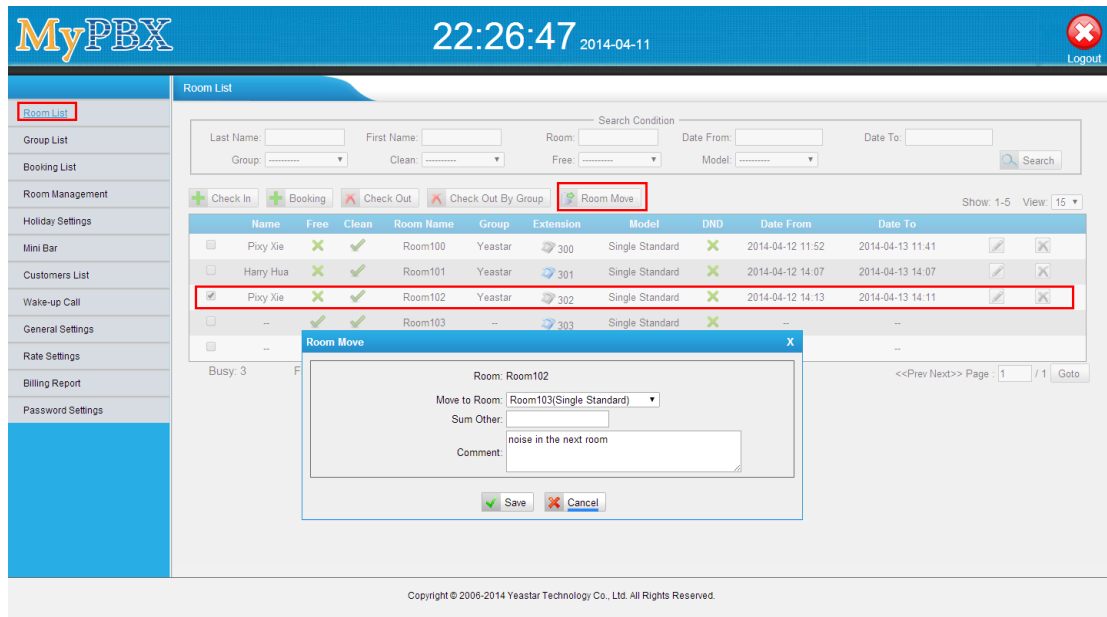 MyPBX
22:26:47 2014-04-11
Logout
Room List
Group List
Booking List
Room Management
Holiday Settings
Mini Bar
Customers List
Wake-up Call
General Settings
Rate Settings
Billing Report
Password Settings
Room List
Search Condition
Last Name: First Name: Room: Date From: Date To:
Group: ---------- Clean: ---------- Free: ---------- Model: ---------- Search
Check In Booking Check Out Check Out By Group Room Move Show: 1-5 View: 15
Name Free Clean Room Name Group Extension Model DND Date From Date To
Pixy Xie Room100 Yeastar 300 Single Standard 2014-04-12 11:52 2014-04-13 11:41
Harry Hua Room101 Yeastar 301 Single Standard 2014-04-12 14:07 2014-04-13 14:07
Pixy Xie Room102 Yeastar 302 Single Standard 2014-04-12 14:13 2014-04-13 14:11
-- Room103 -- 303 Single Standard -- --
-- --
Busy: 3 F <<Prev Next>> Page : 1 / 1 Goto
Room Move X
Room: Room102
Move to Room: Room103(Single Standard)
Sum Other:
Comment: noise in the next room
Save Cancel
Copyright © 2006-2014 Yeastar Technology Co., Ltd. All Rights Reserved.